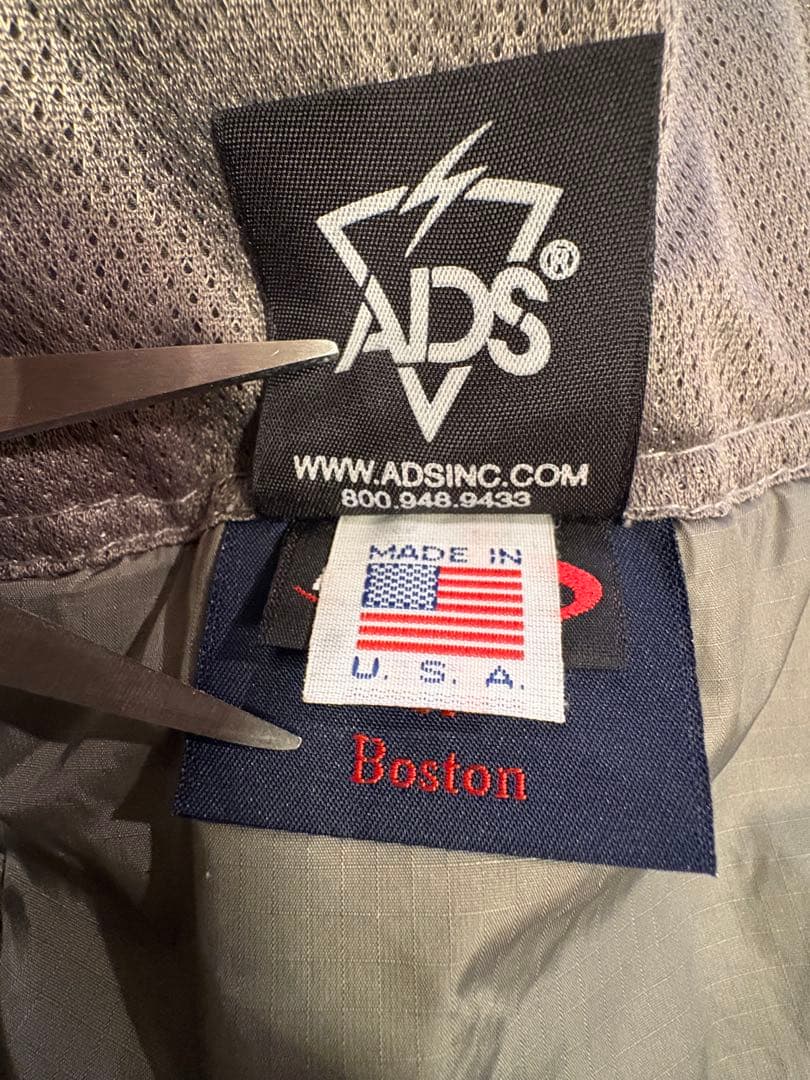 ADS®
WWW.ADSINC.COM
800.948.9433
MADE IN
U. S. A.
Boston